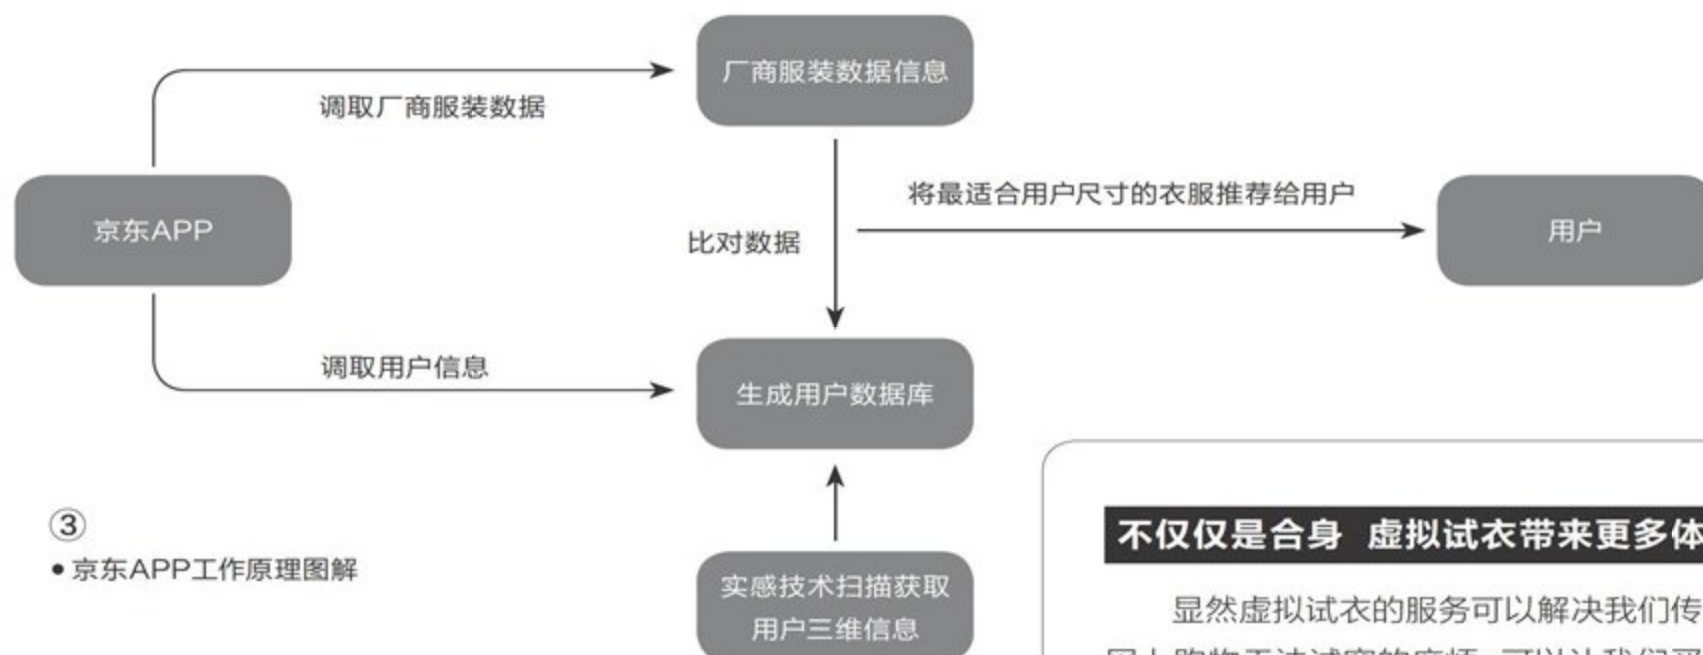 厂商服装数据信息
调取厂商服装数据
将最适合用户尺寸的衣服推荐给用户
京东APP
用户
比对数据
调取用户信息
生成用户数据库
③
• 京东APP工作原理图解
实感技术扫描获取
用户三维信息
不仅仅是合身 虚拟试衣带来更多体
显然虚拟试衣的服务可以解决我们传